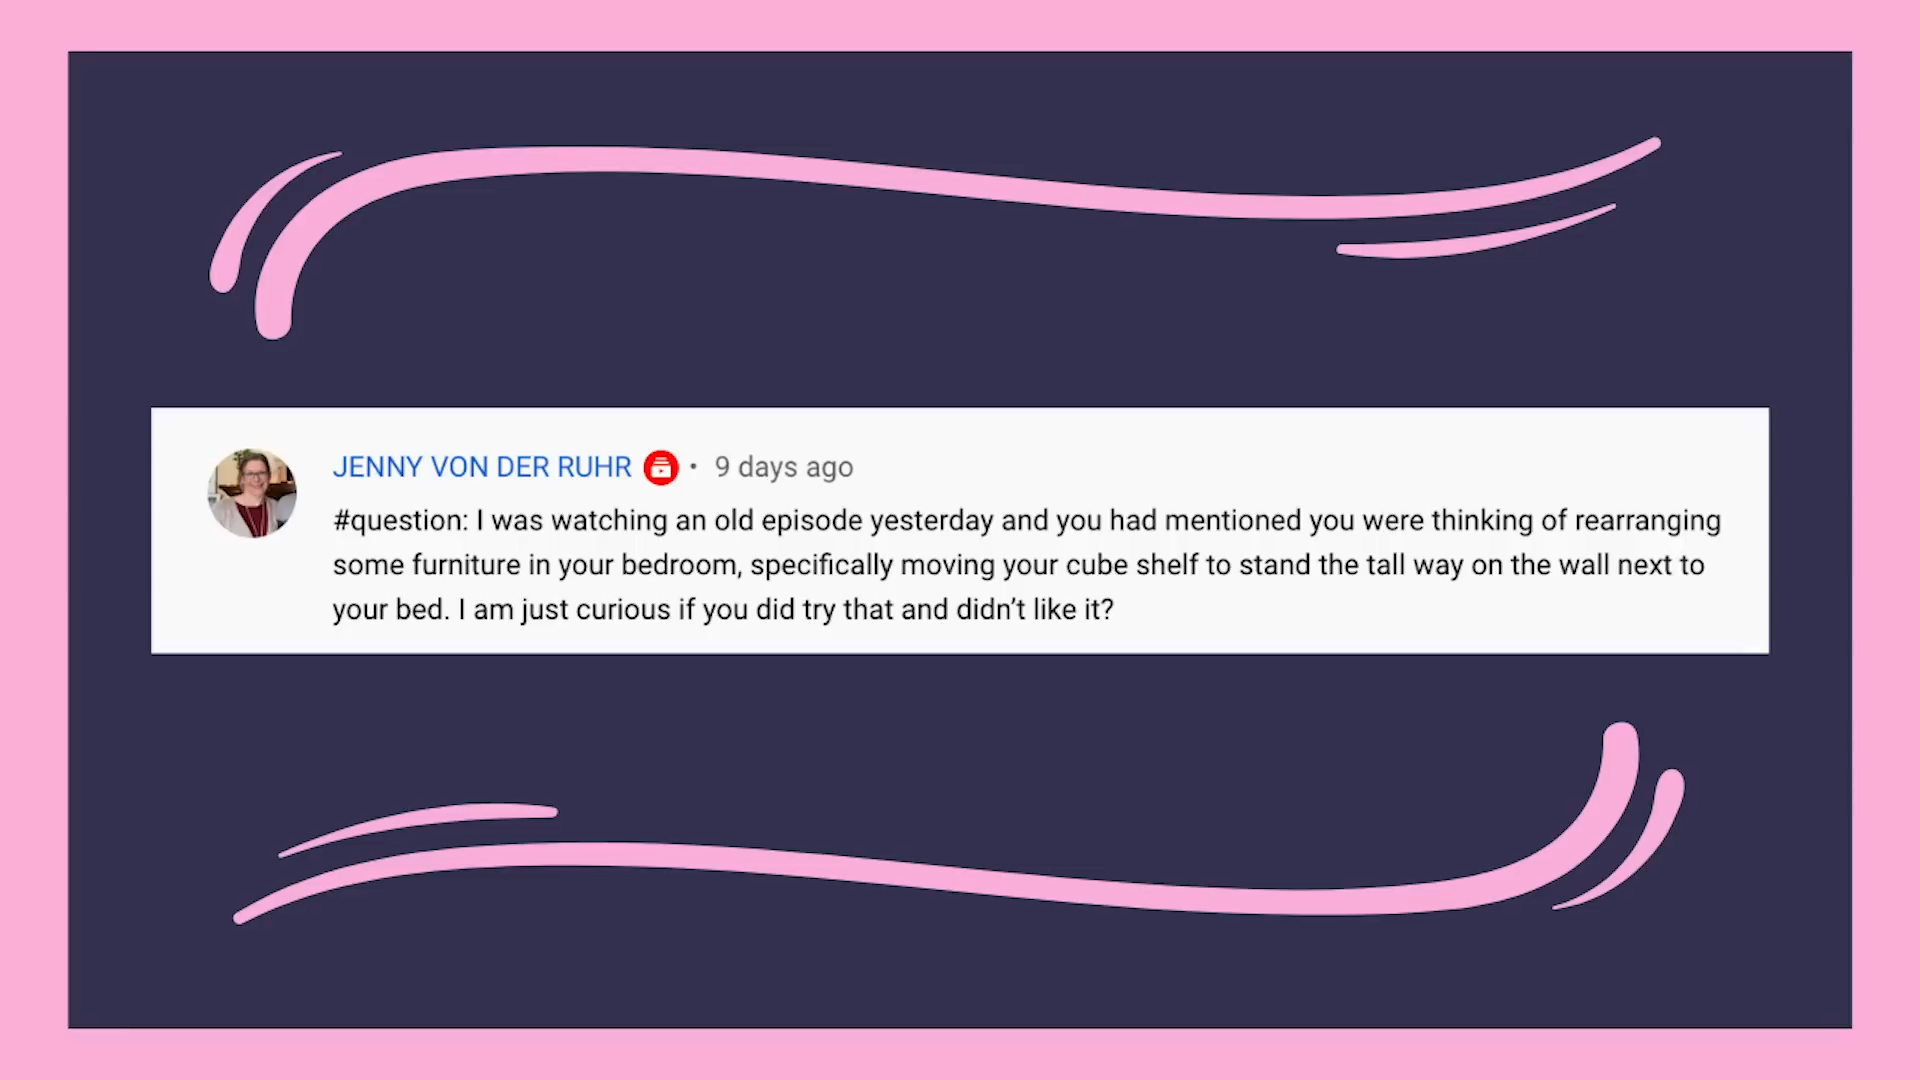 JENNY VON DER RUHR • 9 days ago
#question: I was watching an old episode yesterday and you had mentioned you were thinking of rearranging
some furniture in your bedroom, specifically moving your cube shelf to stand the tall way on the wall next to
your bed. I am just curious if you did try that and didn’t like it?